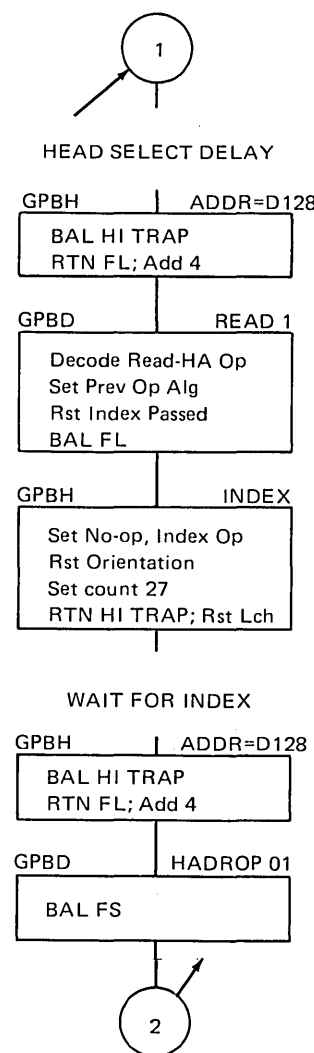 1
HEAD SELECT DELAY
GPBH ADDR=D128
BAL HI TRAP
RTN FL; Add 4
GPBD READ 1
Decode Read-HA Op
Set Prev Op Alg
Rst Index Passed
BAL FL
GPBH INDEX
Set No-op, Index Op
Rst Orientation
Set count 27
RTN HI TRAP; Rst Lch
WAIT FOR INDEX
GPBH ADDR=D128
BAL HI TRAP
RTN FL; Add 4
GPBD HADROP 01
BAL FS
2